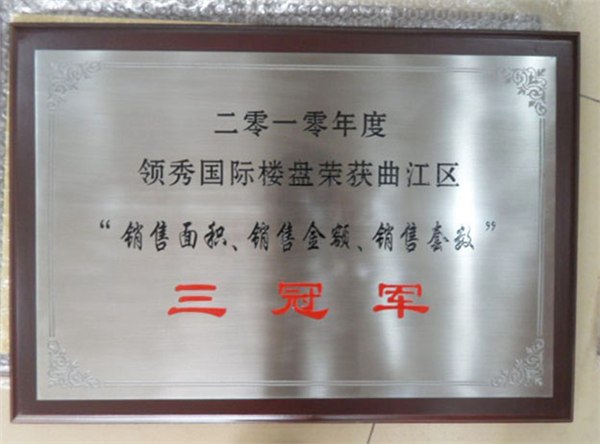 二零一零年度
领秀国际楼盘荣获曲江区
“销售面积、销售金额、销售套数”
三冠军